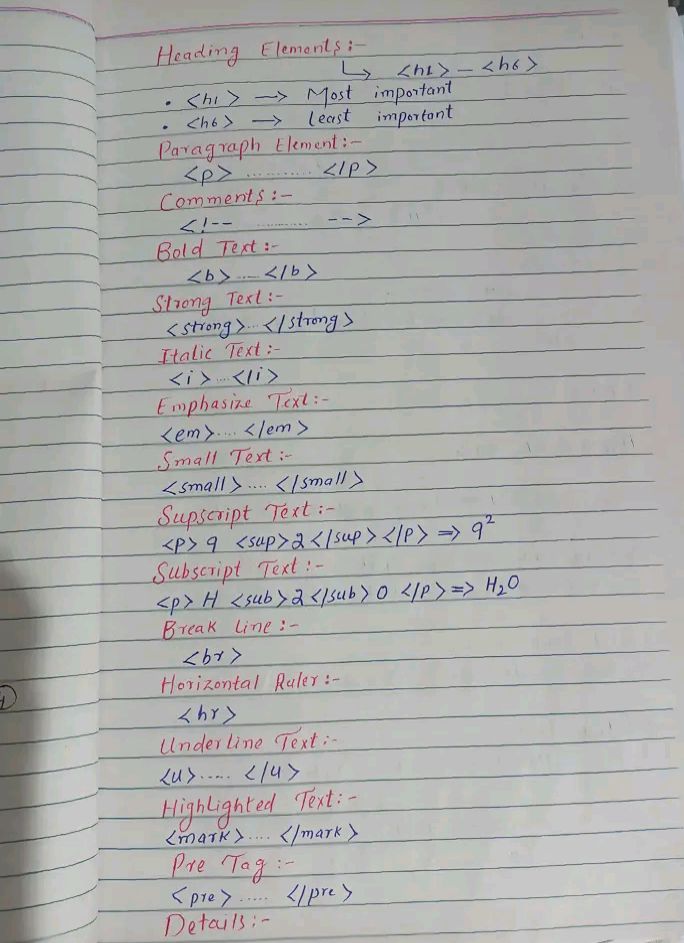 Heading Elements:-
↳ <h1> - <h6>
• <h1> → Most important
• <h6> → Least important
Paragraph Element:-
<p> ............ </p>
Comments:-
<!-- .......... -->
Bold Text:-
<b> .... </b>
Strong Text:-
<strong>...</strong>
Italic Text:-
<i>...</i>
Emphasize Text:-
<em>.... </em>
Small Text:-
<small> .... </small>
Supscript Text:-
<p> 9 <sup>2</sup></p> ⇒ 9²
Subscript Text:-
<p> H <sub>2</sub> O </p> ⇒ H₂O
Break Line:-
<br>
Horizontal Ruler:-
<hr>
Underline Text:-
<u>..... </u>
Highlighted Text:-
<mark> .... </mark>
Pre Tag:-
<pre> ..... </pre>
Details:-